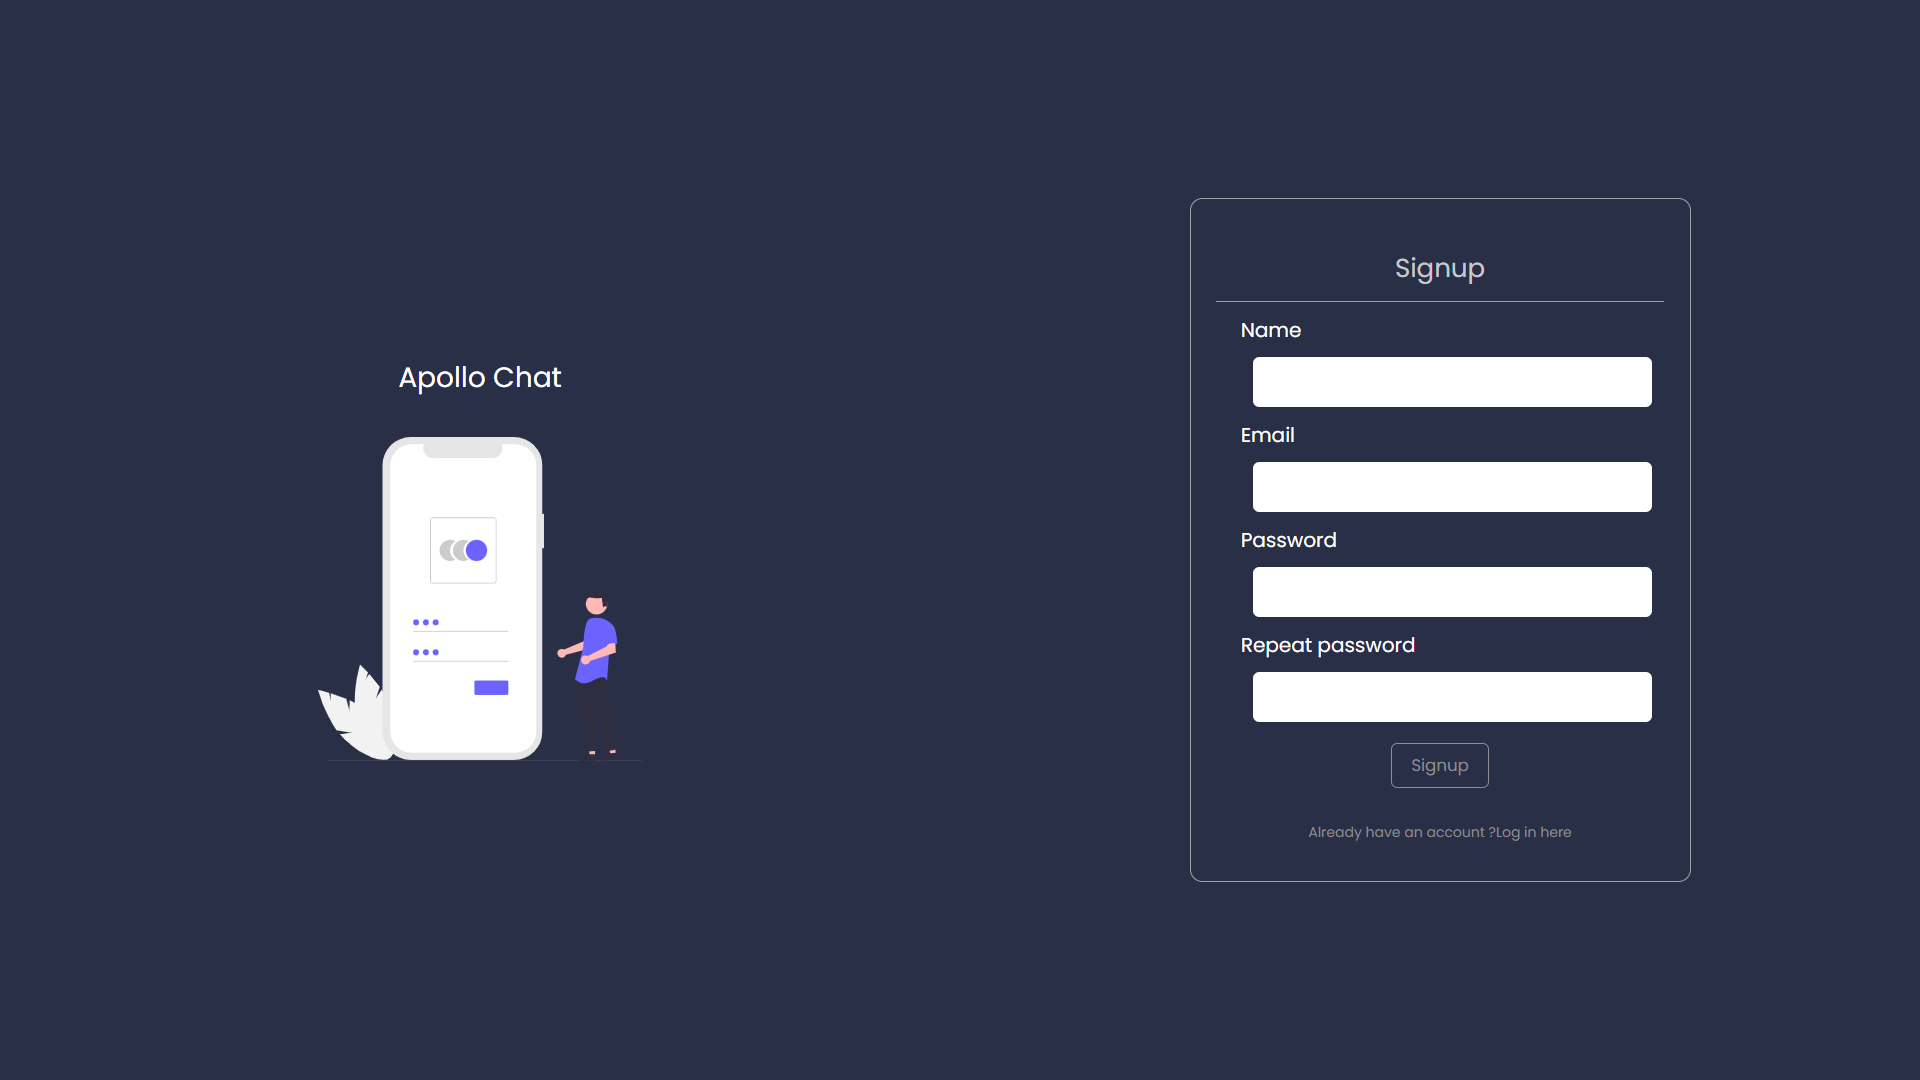 Apollo Chat
Signup
Name
Email
Password
Repeat password
Signup
Already have an account ?Log in here